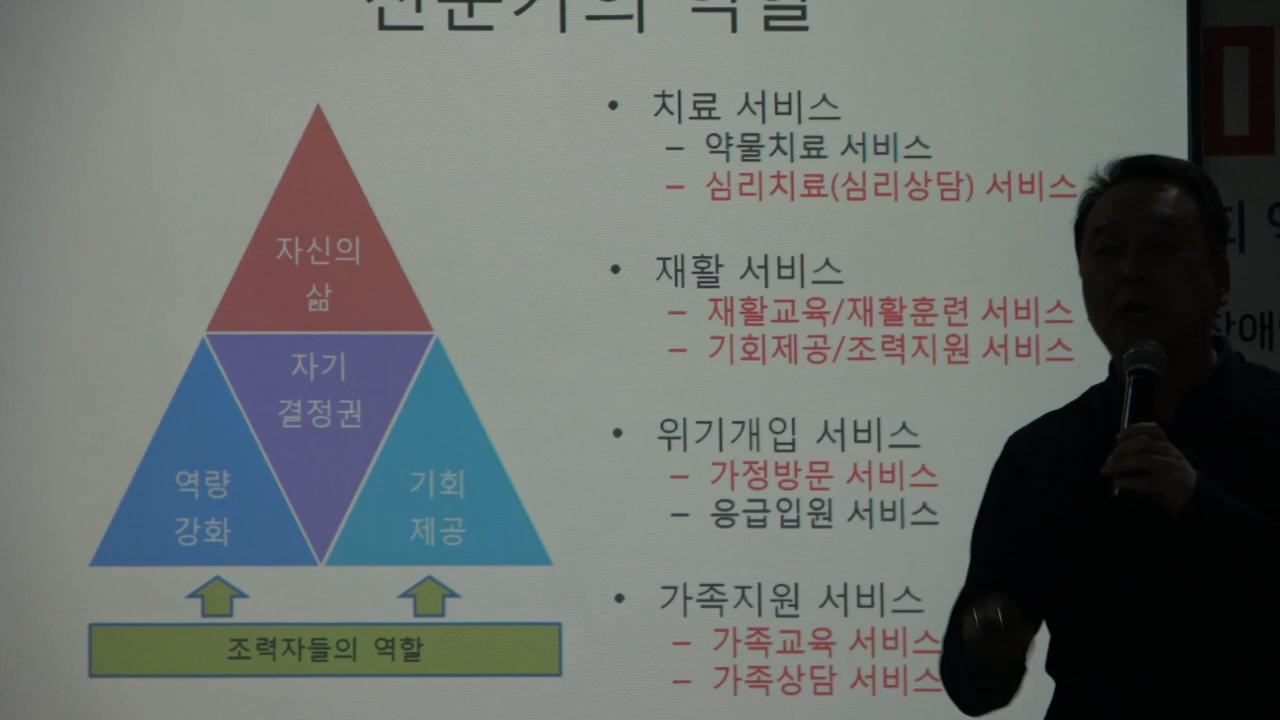 전문가의 역할
자신의
삶
자기
결정권
역량
강화
기회
제공
조력자들의 역할
• 치료 서비스
– 약물치료 서비스
– 심리치료(심리상담) 서비스
• 재활 서비스
– 재활교육/재활훈련 서비스
– 기회제공/조력지원 서비스
• 위기개입 서비스
– 가정방문 서비스
– 응급입원 서비스
• 가족지원 서비스
– 가족교육 서비스
– 가족상담 서비스